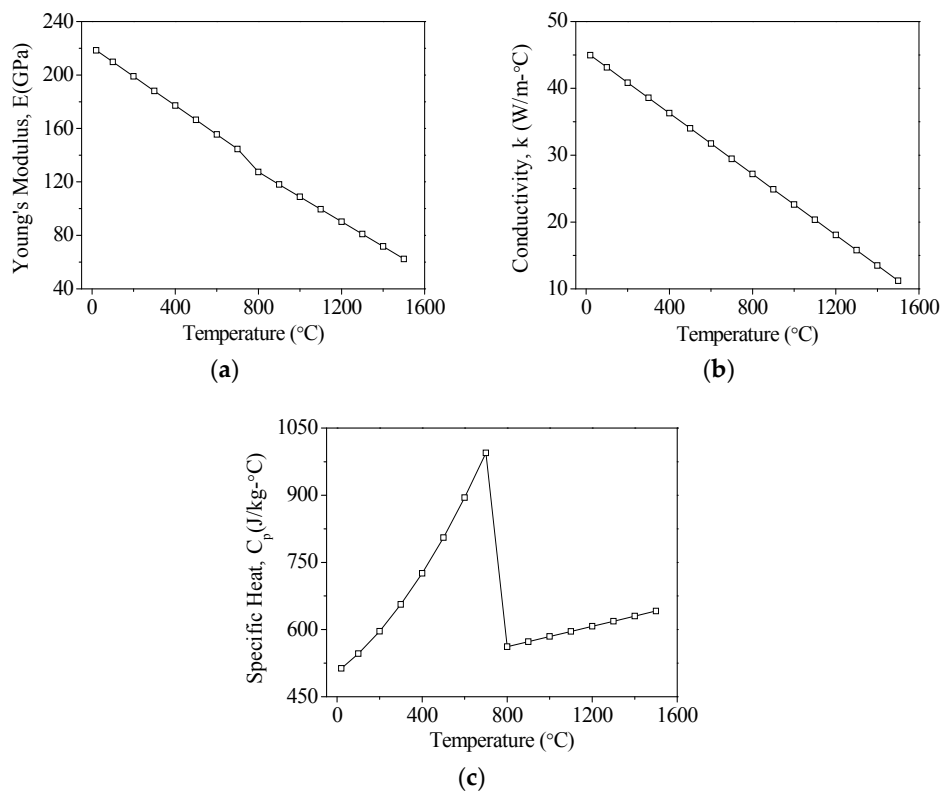 240
200
160
120
80
40
Young's Modulus, E(GPa)
0 400 800 1200 1600
Temperature (°C)
(a)
50
40
30
20
10
Conductivity, k (W/m-°C)
0 400 800 1200 1600
Temperature (°C)
(b)
1050
900
750
600
450
Specific Heat, Cp(J/kg-°C)
0 400 800 1200 1600
Temperature (°C)
(c)